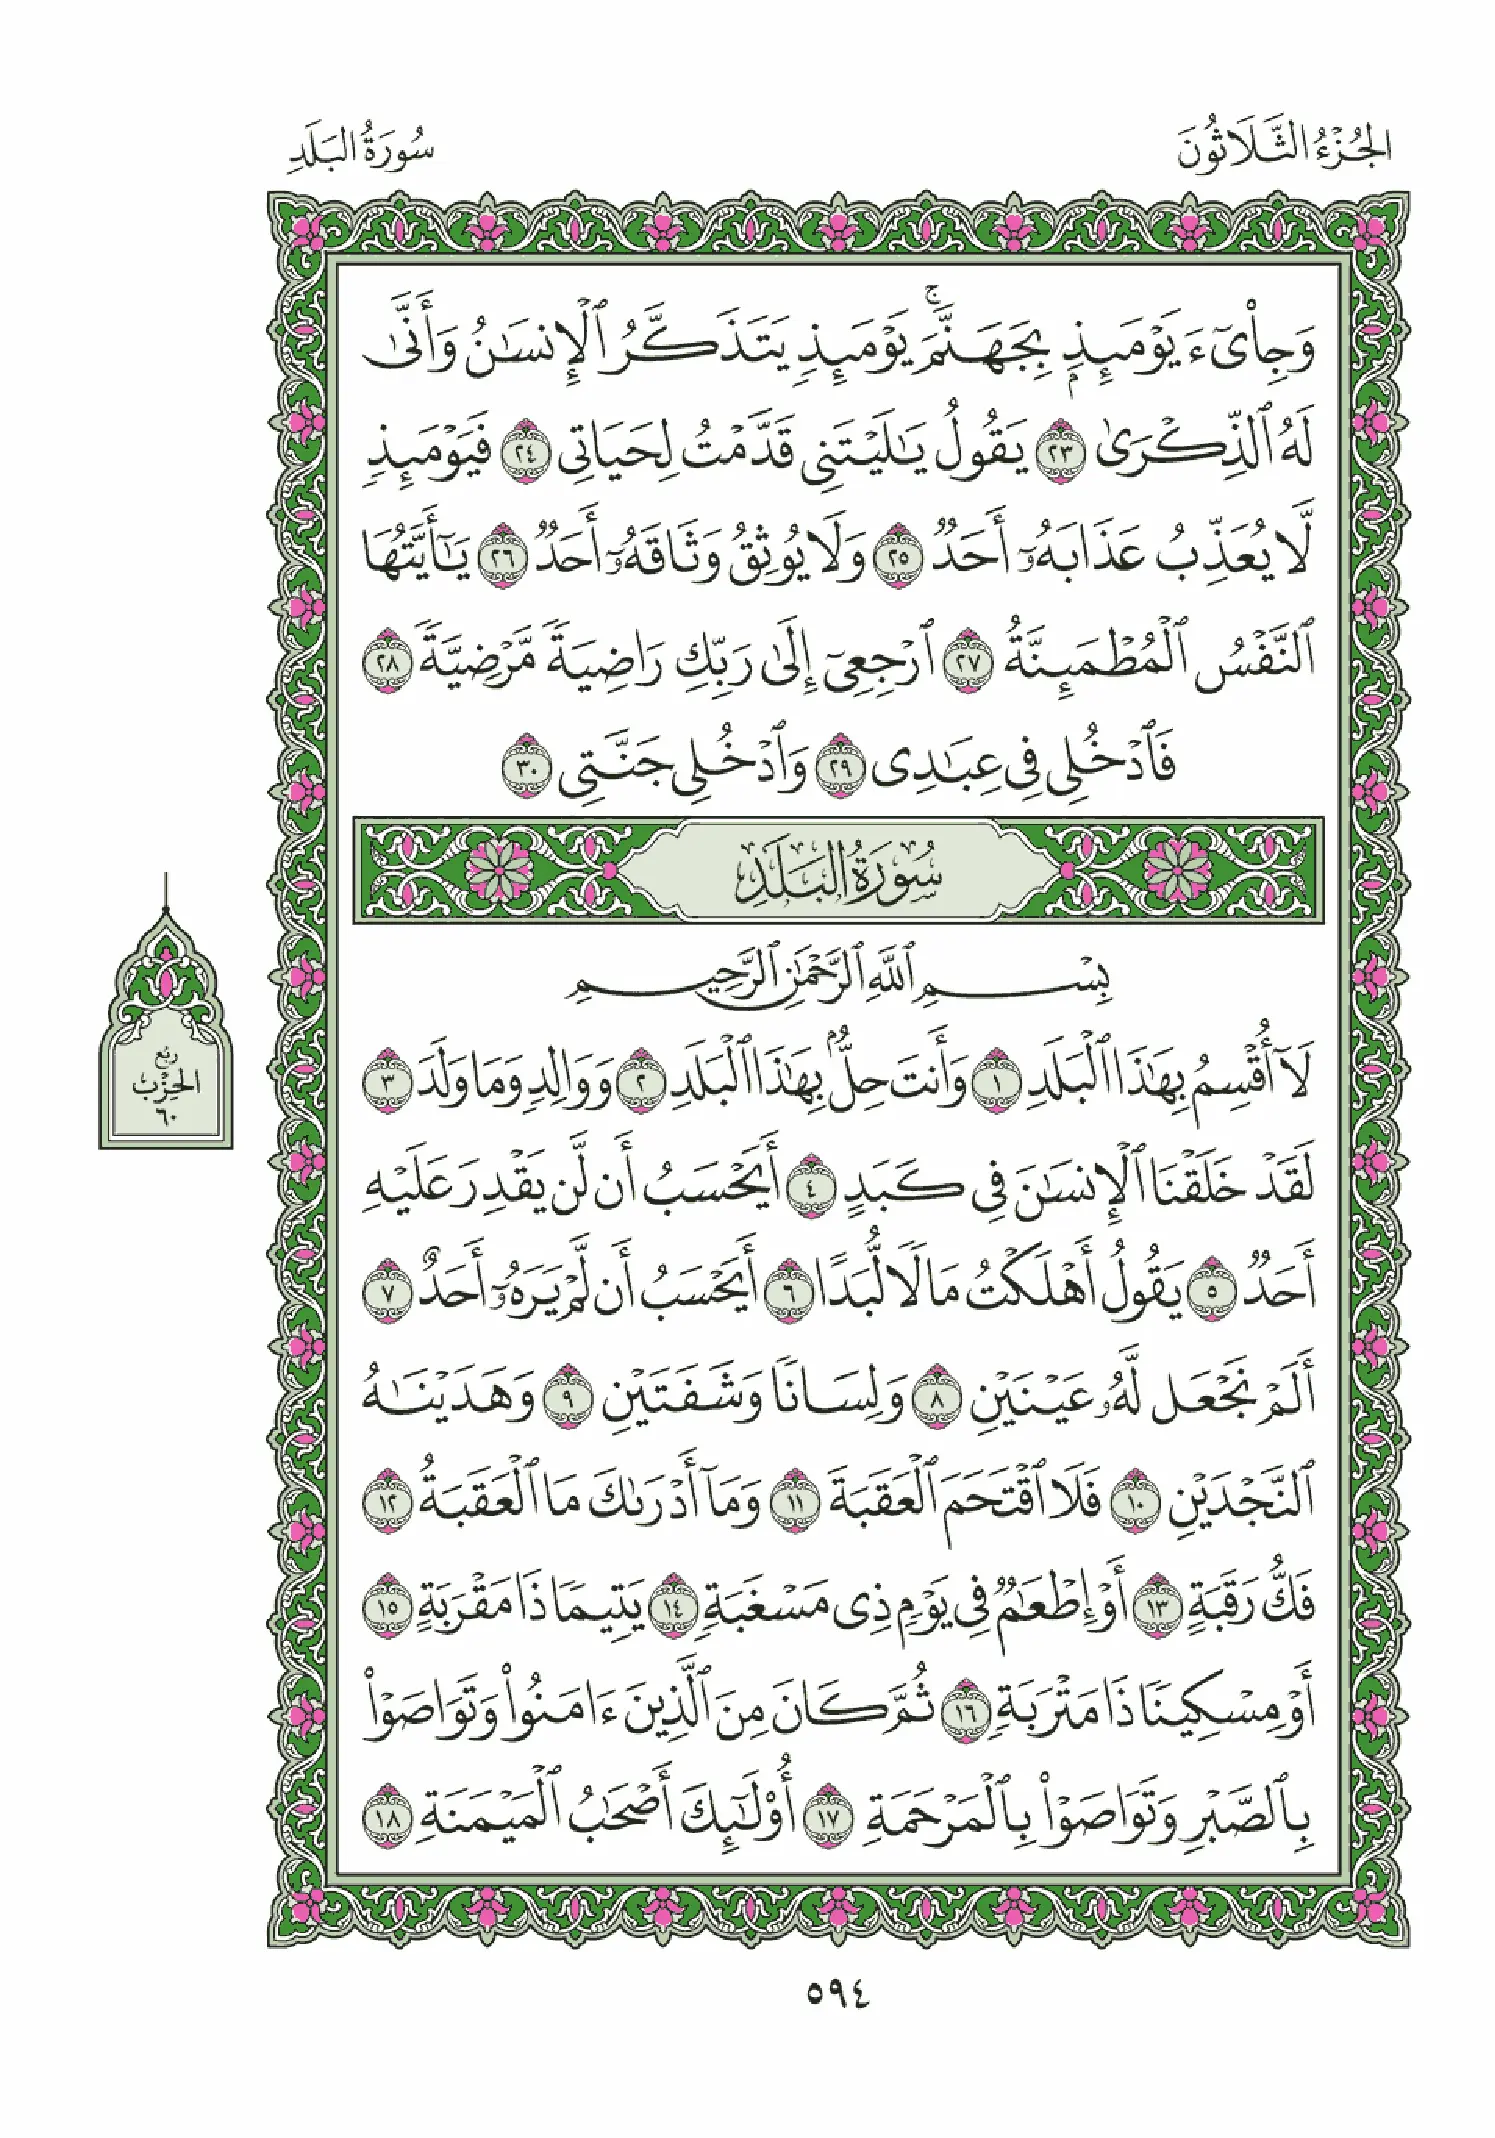 الجُزْءُ الثَّلَاثُونَ
سُورَةُ البَلَدِ
وَجِاْىٓءَ يَوْمَئِذِۭ بِجَهَنَّمَۚ يَوْمَئِذٍ يَتَذَكَّرُ ٱلْإِنسَٰنُ وَأَنَّىٰ
لَهُ ٱلذِّكْرَىٰ ٢٣ يَقُولُ يَٰلَيْتَنِى قَدَّمْتُ لِحَيَاتِى ٢٤ فَيَوْمَئِذٍ
لَّا يُعَذِّبُ عَذَابَهُۥٓ أَحَدٌ ٢٥ وَلَا يُوثِقُ وَثَاقَهُۥٓ أَحَدٌ ٢٦ يَٰٓأَيَّتُهَا
ٱلنَّفْسُ ٱلْمُطْمَئِنَّةُ ٢٧ ٱرْجِعِىٓ إِلَىٰ رَبِّكِ رَاضِيَةً مَّرْضِيَّةً ٢٨
فَٱدْخُلِى فِى عِبَٰدِى ٢٩ وَٱدْخُلِى جَنَّتِى ٣٠
سُورَةُ البَلَدِ
بِسْمِ ٱللَّهِ ٱلرَّحْمَٰنِ ٱلرَّحِيمِ
لَآ أُقْسِمُ بِهَٰذَا ٱلْبَلَدِ ١ وَأَنتَ حِلٌّۢ بِهَٰذَا ٱلْبَلَدِ ٢ وَوَالِدٍ وَمَا وَلَدَ ٣
لَقَدْ خَلَقْنَا ٱلْإِنسَٰنَ فِى كَبَدٍ ٤ أَيَحْسَبُ أَن لَّن يَقْدِرَ عَلَيْهِ
أَحَدٌ ٥ يَقُولُ أَهْلَكْتُ مَالًا لُّبَدًا ٦ أَيَحْسَبُ أَن لَّمْ يَرَهُۥٓ أَحَدٌ ٧
أَلَمْ نَجْعَل لَّهُۥ عَيْنَيْنِ ٨ وَلِسَانًا وَشَفَتَيْنِ ٩ وَهَدَيْنَٰهُ
ٱلنَّجْدَيْنِ ١٠ فَلَا ٱقْتَحَمَ ٱلْعَقَبَةَ ١١ وَمَآ أَدْرَىٰكَ مَا ٱلْعَقَبَةُ ١٢
فَكُّ رَقَبَةٍ ١٣ أَوْ إِطْعَٰمٌ فِى يَوْمٍ ذِى مَسْغَبَةٍ ١٤ يَتِيمًا ذَا مَقْرَبَةٍ ١٥
أَوْ مِسْكِينًا ذَا مَتْرَبَةٍ ١٦ ثُمَّ كَانَ مِنَ ٱلَّذِينَ ءَامَنُوا۟ وَتَوَاصَوْا۟
بِٱلصَّبْرِ وَتَوَاصَوْا۟ بِٱلْمَرْحَمَةِ ١٧ أُو۟لَٰٓئِكَ أَصْحَٰبُ ٱلْمَيْمَنَةِ ١٨
ربع
الحِزْبِ
٦٠
٥٩٤